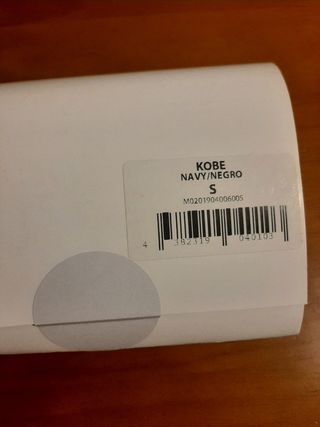 KOBE
NAVY/NEGRO
S
M0201904006005
4 382319 040103